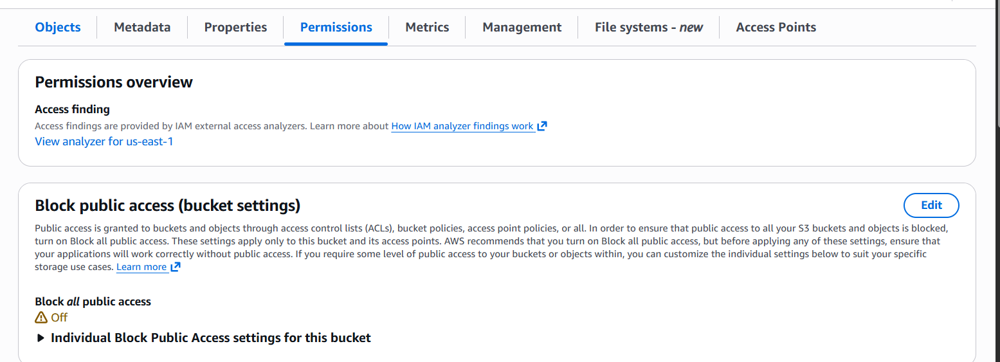 Objects
Metadata
Properties
Permissions
Metrics
Management
File systems - new
Access Points
Permissions overview
Access finding
Access findings are provided by IAM external access analyzers. Learn more about How IAM analyzer findings work
View analyzer for us-east-1
Block public access (bucket settings)
Edit
Public access is granted to buckets and objects through access control lists (ACLs), bucket policies, access point policies, or all. In order to ensure that public access to all your S3 buckets and objects is blocked,
turn on Block all public access. These settings apply only to this bucket and its access points. AWS recommends that you turn on Block all public access, but before applying any of these settings, ensure that
your applications will work correctly without public access. If you require some level of public access to your buckets or objects within, you can customize the individual settings below to suit your specific
storage use cases. Learn more
Block all public access
Off
Individual Block Public Access settings for this bucket